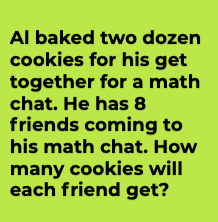 Al baked two dozen
cookies for his get
together for a math
chat. He has 8
friends coming to
his math chat. How
many cookies will
each friend get?